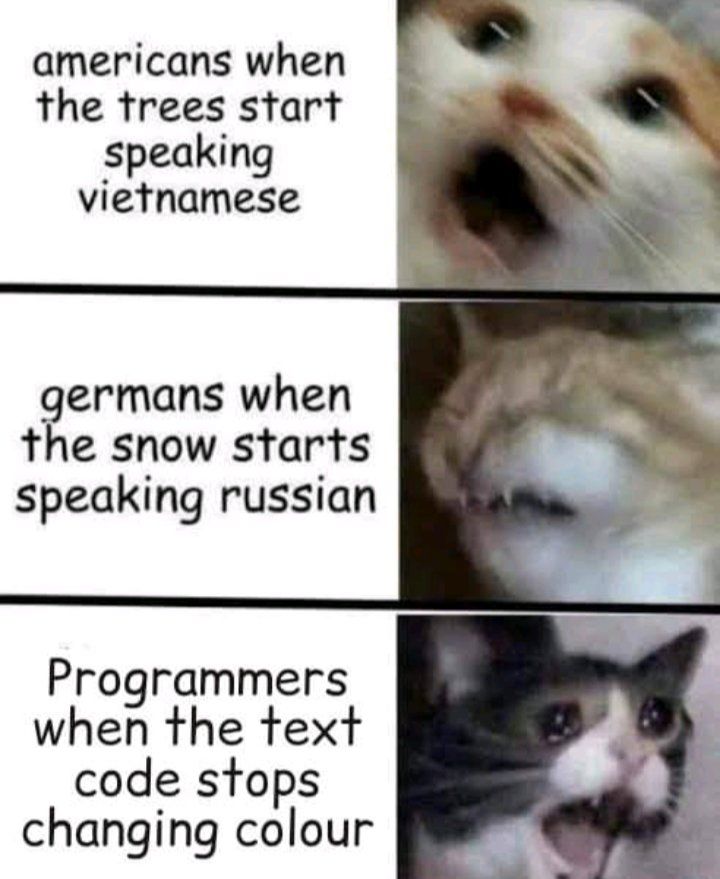 americans when
the trees start
speaking
vietnamese
germans when
the snow starts
speaking russian
Programmers
when the text
code stops
changing colour